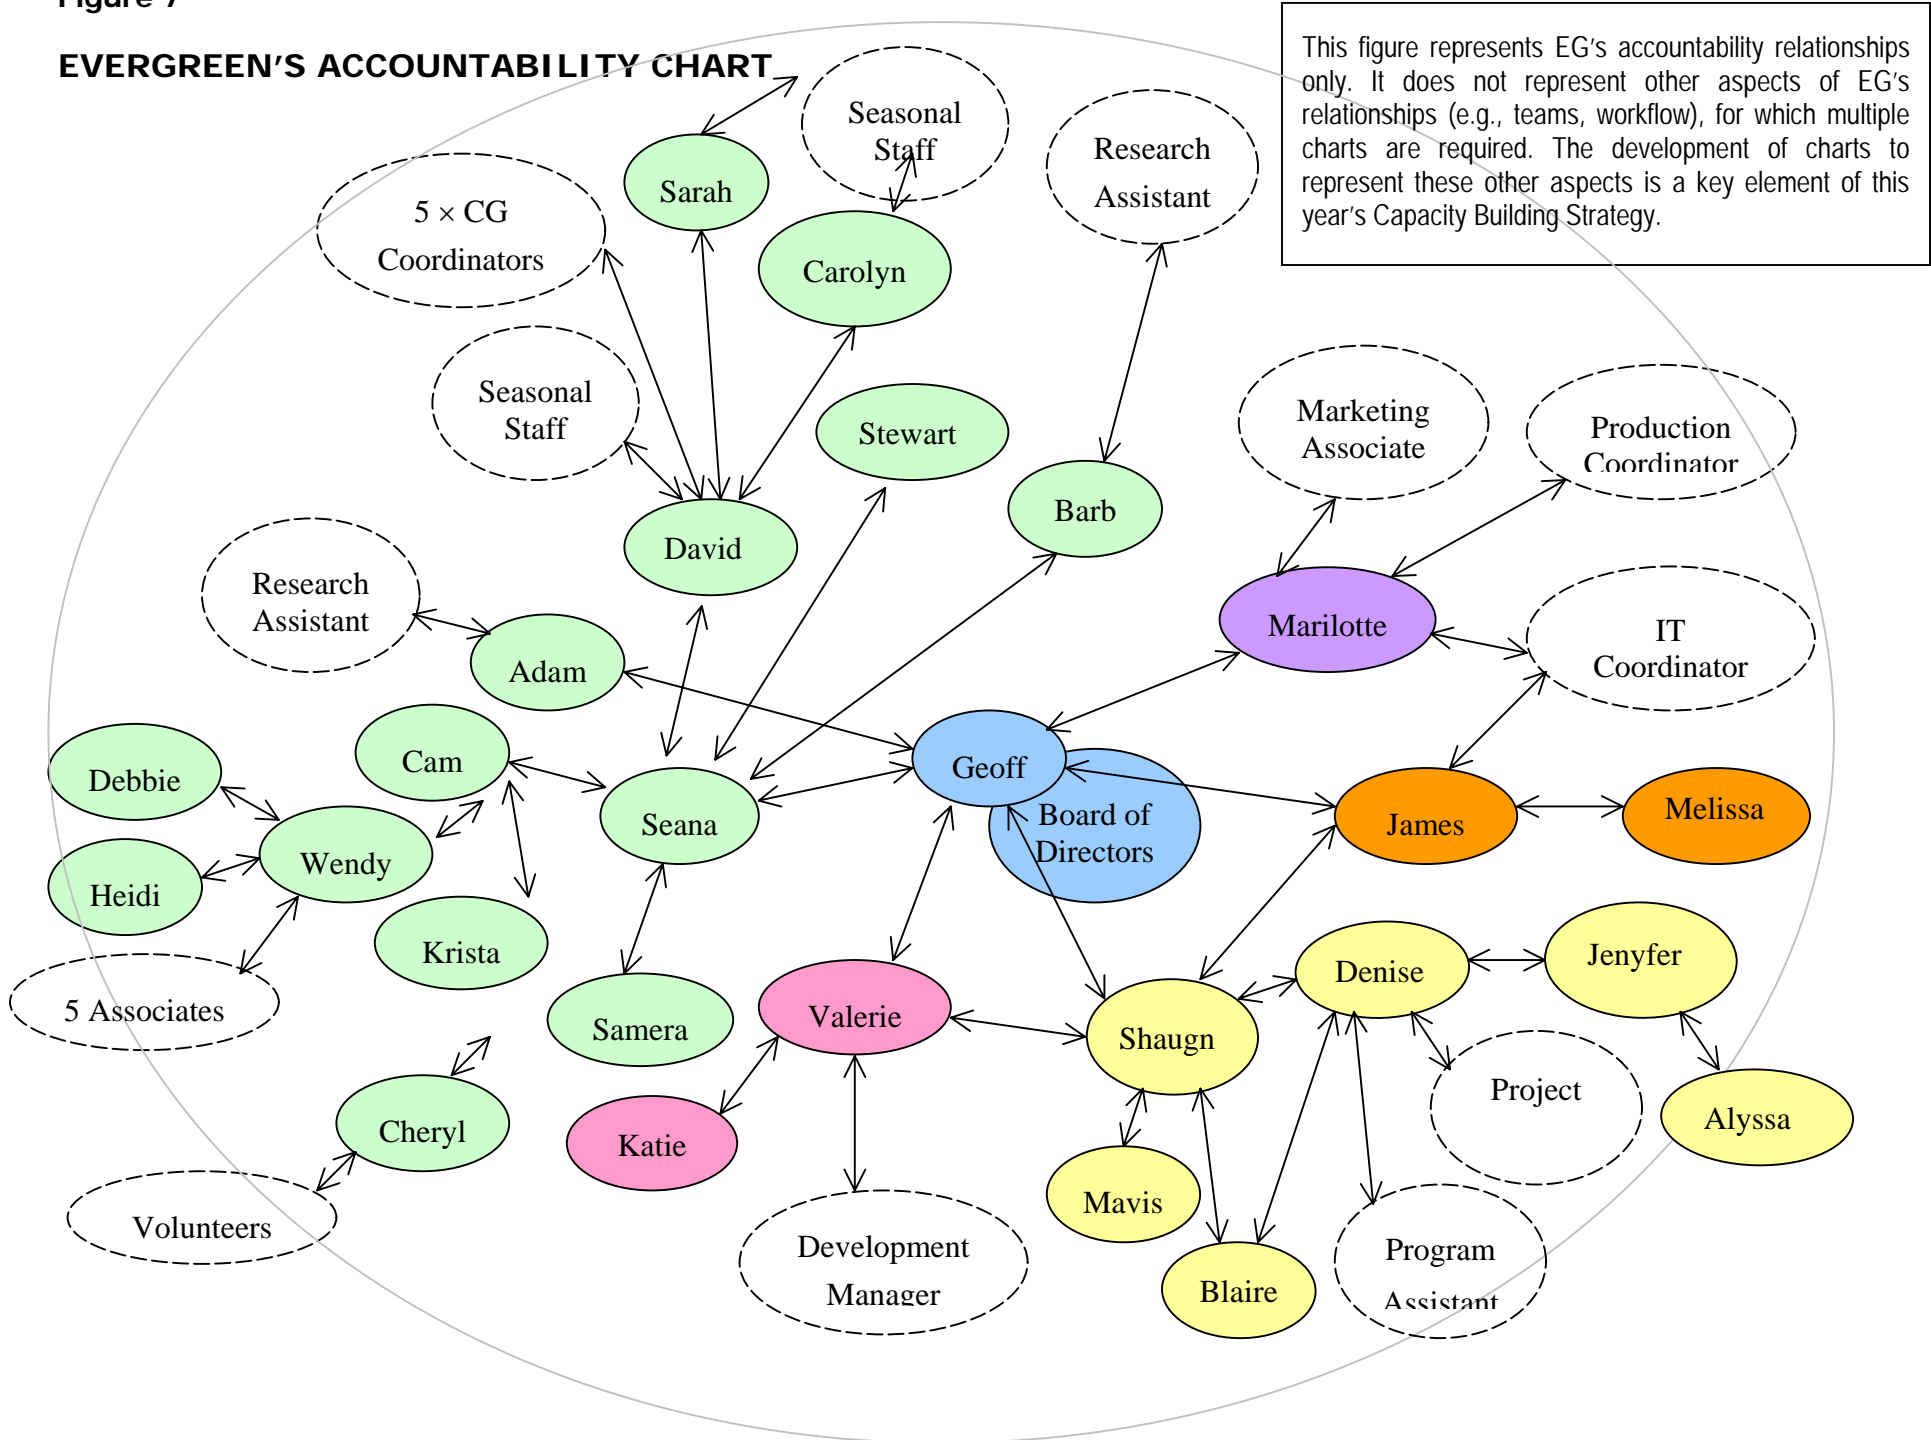 Figure 7
EVERGREEN'S ACCOUNTABILITY CHART
This figure represents EG's accountability relationships
only. It does not represent other aspects of EG's
relationships (e.g., teams, workflow), for which multiple
charts are required. The development of charts to
represent these other aspects is a key element of this
year's Capacity Building Strategy.
Seasonal
Staff
Research
Assistant
Sarah
5 × CG
Coordinators
Carolyn
Seasonal
Staff
Stewart
Marketing
Associate
Production
Coordinator
Barb
David
Research
Assistant
Adam
Marilotte
IT
Coordinator
Debbie
Cam
Geoff
Board of
Directors
Seana
James
Melissa
Wendy
Heidi
Krista
5 Associates
Samera
Valerie
Shaugn
Denise
Jenyfer
Project
Alyssa
Cheryl
Katie
Mavis
Volunteers
Development
Manager
Blaire
Program
Assistant